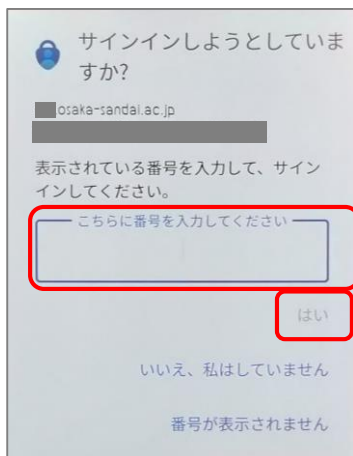 サインインしようとしていま
すか?
osaka-sandai.ac.jp
表示されている番号を入力して、サイン
インしてください。
こちらに番号を入力してください
はい
いいえ、私はしていません
番号が表示されません